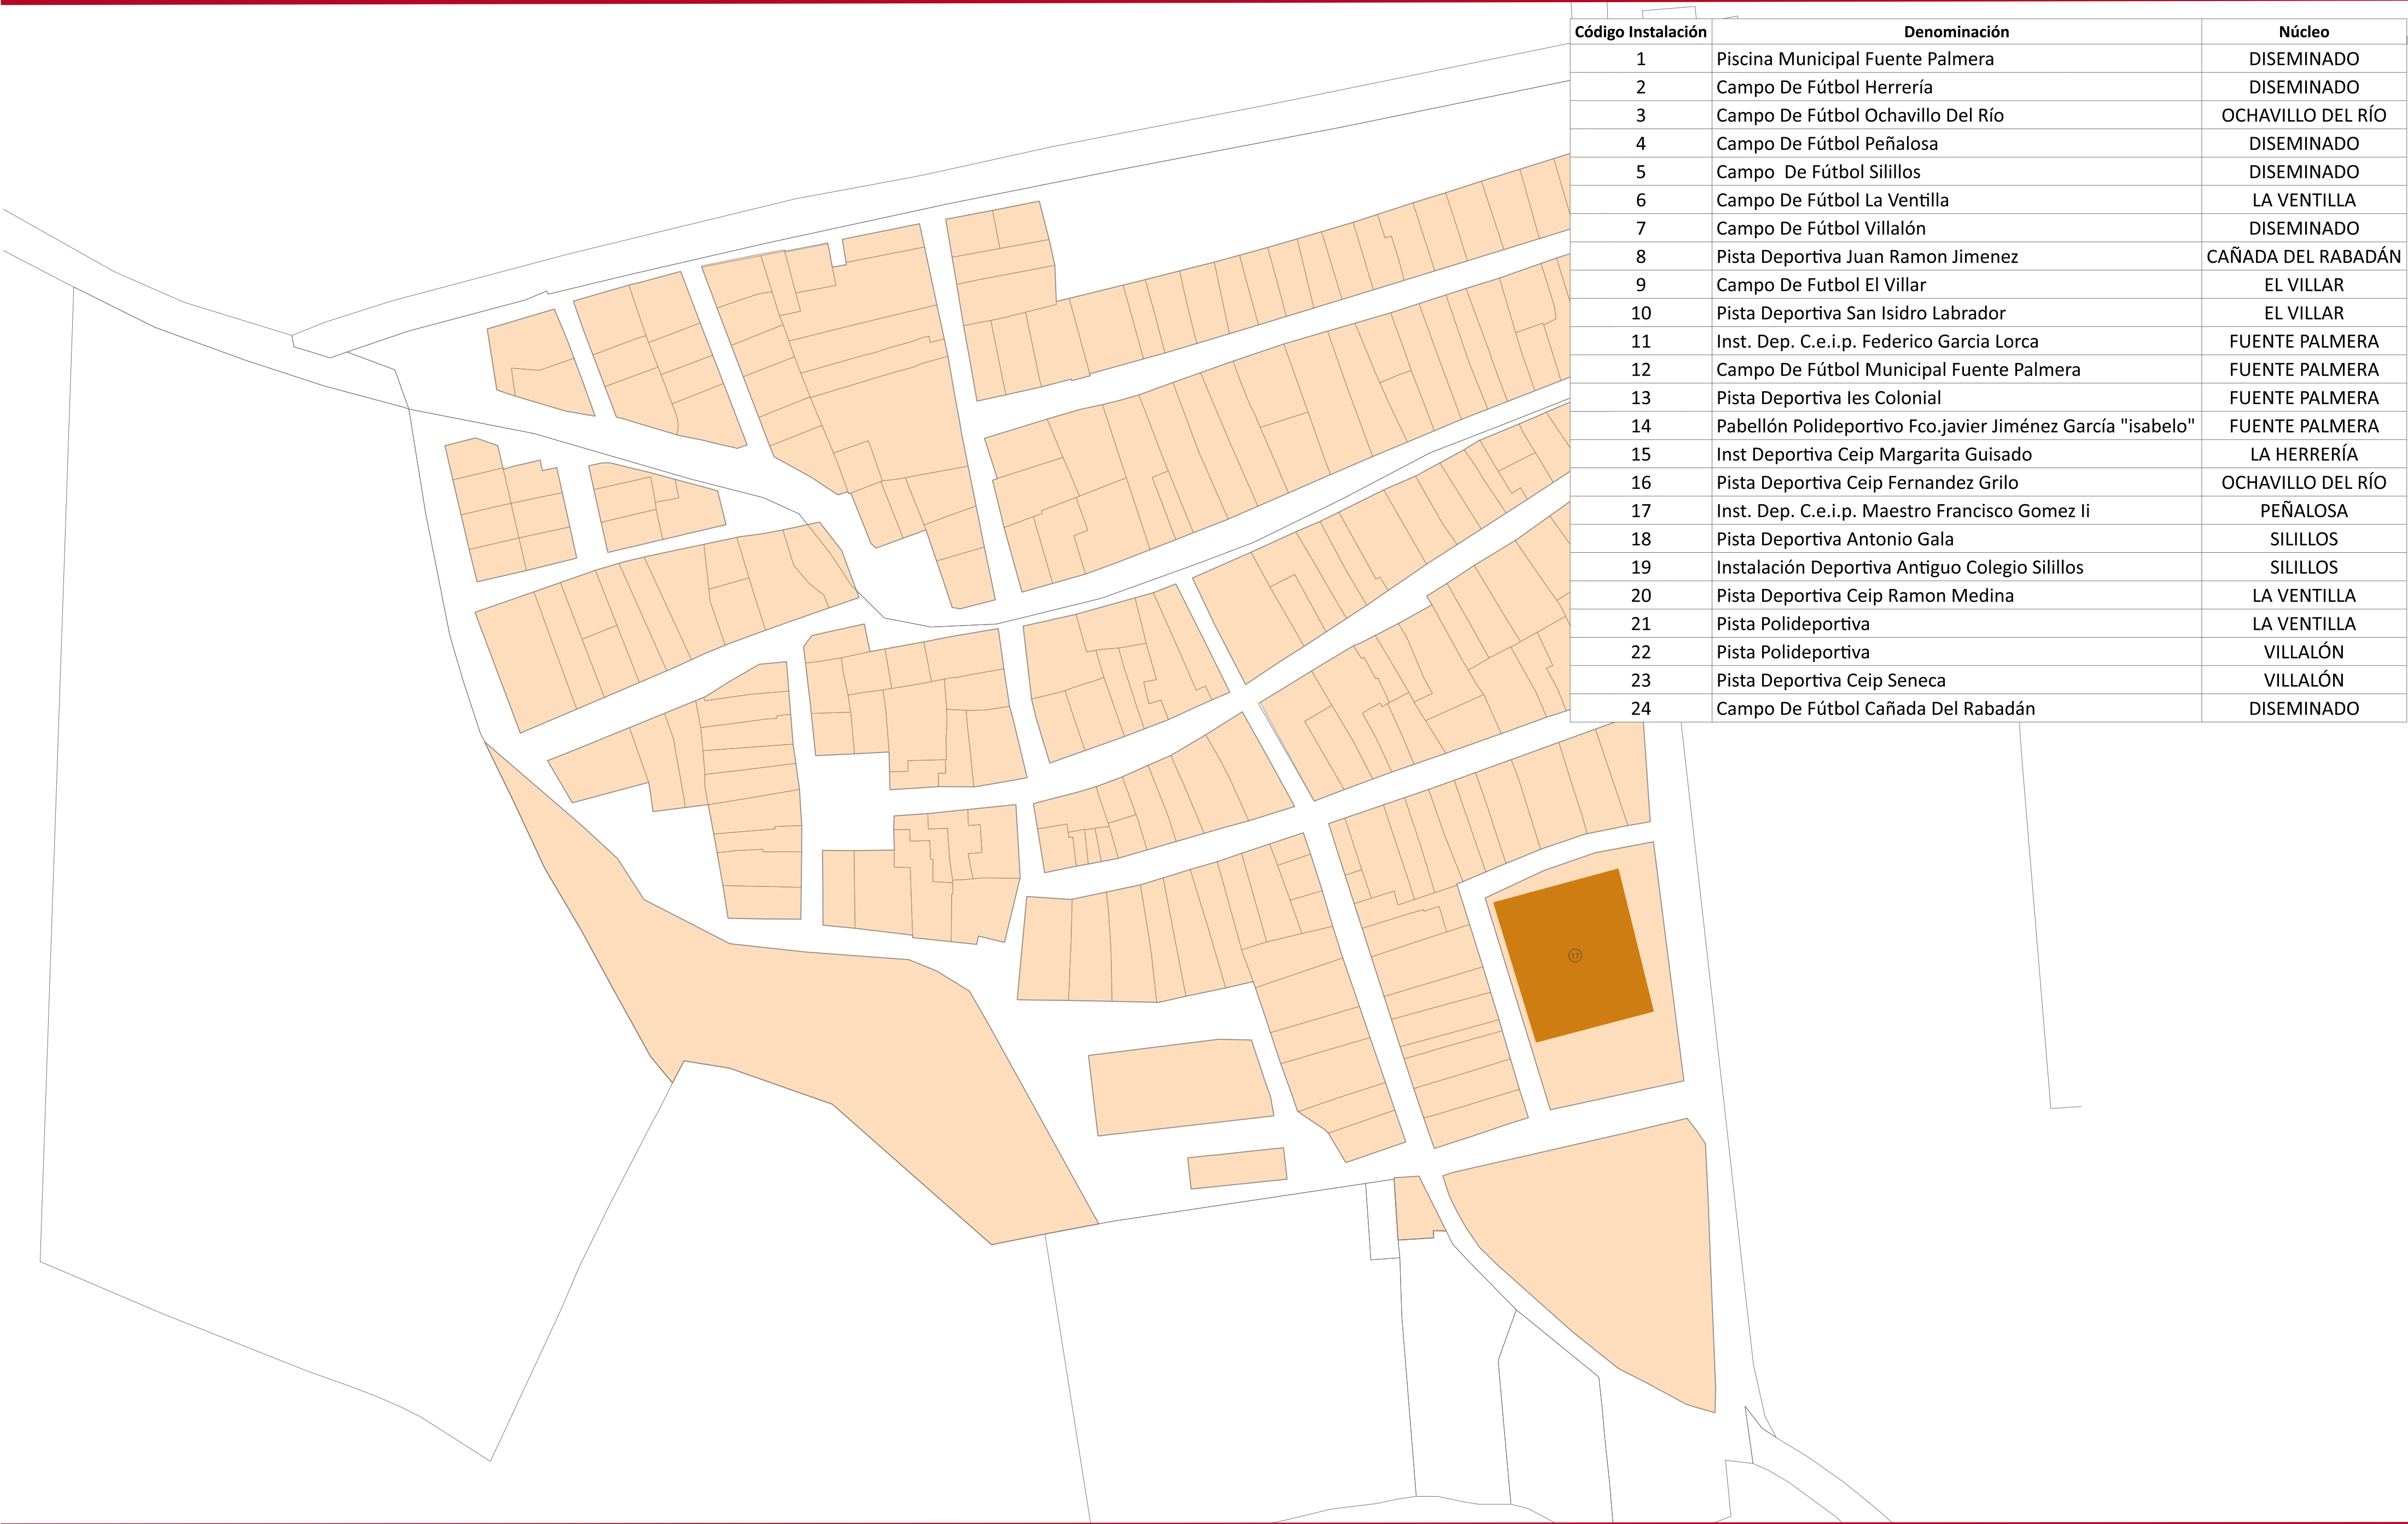 Código Instalación Denominación Núcleo
1 Piscina Municipal Fuente Palmera DISEMINADO
2 Campo De Fútbol Herrería DISEMINADO
3 Campo De Fútbol Ochavillo Del Río OCHAVILLO DEL RÍO
4 Campo De Fútbol Peñalosa DISEMINADO
5 Campo  De Fútbol Silillos DISEMINADO
6 Campo De Fútbol La Ventilla LA VENTILLA
7 Campo De Fútbol Villalón DISEMINADO
8 Pista Deportiva Juan Ramon Jimenez CAÑADA DEL RABADÁN
9 Campo De Futbol El Villar EL VILLAR
10 Pista Deportiva San Isidro Labrador EL VILLAR
11 Inst. Dep. C.e.i.p. Federico Garcia Lorca FUENTE PALMERA
12 Campo De Fútbol Municipal Fuente Palmera FUENTE PALMERA
13 Pista Deportiva Ies Colonial FUENTE PALMERA
14 Pabellón Polideportivo Fco.javier Jiménez García "isabelo" FUENTE PALMERA
15 Inst Deportiva Ceip Margarita Guisado LA HERRERÍA
16 Pista Deportiva Ceip Fernandez Grilo OCHAVILLO DEL RÍO
17 Inst. Dep. C.e.i.p. Maestro Francisco Gomez Ii PEÑALOSA
18 Pista Deportiva Antonio Gala SILILLOS
19 Instalación Deportiva Antiguo Colegio Silillos SILILLOS
20 Pista Deportiva Ceip Ramon Medina LA VENTILLA
21 Pista Polideportiva LA VENTILLA
22 Pista Polideportiva VILLALÓN
23 Pista Deportiva Ceip Seneca VILLALÓN
24 Campo De Fútbol Cañada Del Rabadán DISEMINADO
17